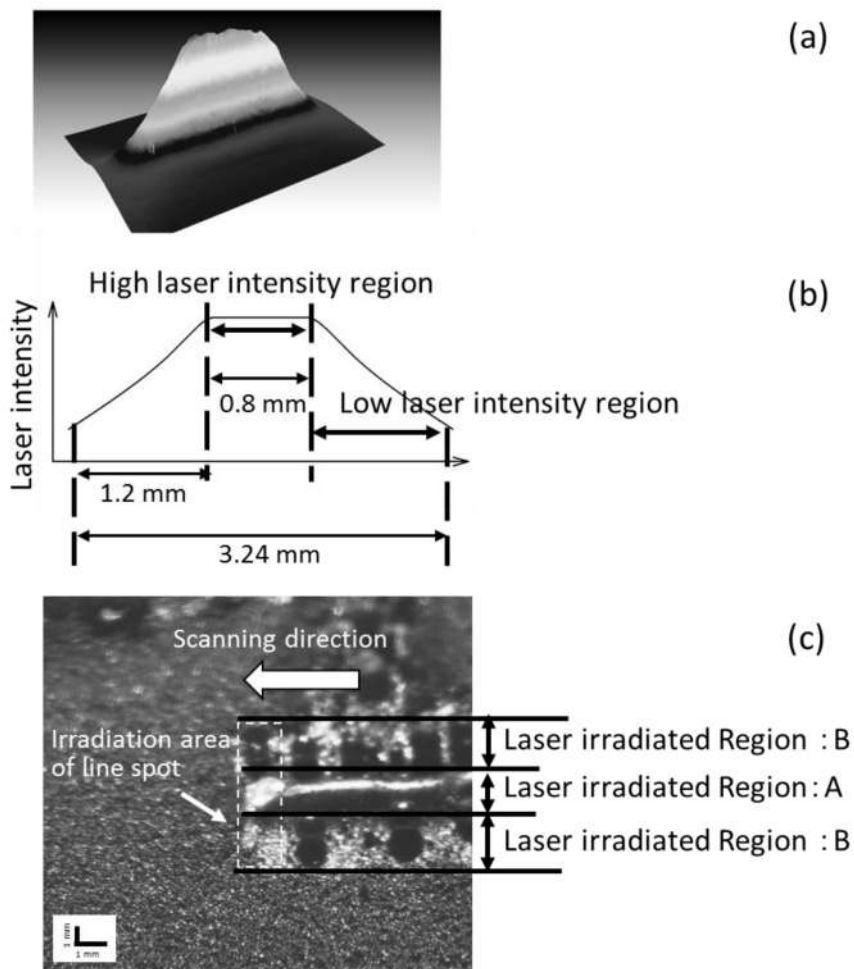 (a)
High laser intensity region
(b)
Laser intensity
0.8 mm
Low laser intensity region
1.2 mm
3.24 mm
(c)
Scanning direction
Irradiation area
of line spot
Laser irradiated Region : B
Laser irradiated Region : A
Laser irradiated Region : B
1 mm
1 mm